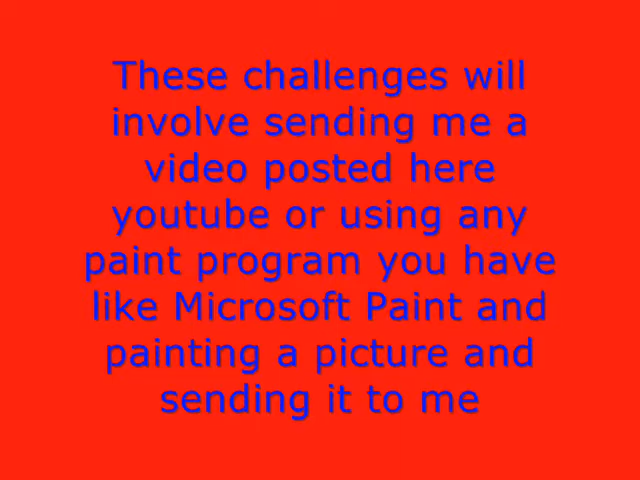 These challenges will
involve sending me a
video posted here
youtube or using any
paint program you have
like Microsoft Paint and
painting a picture and
sending it to me